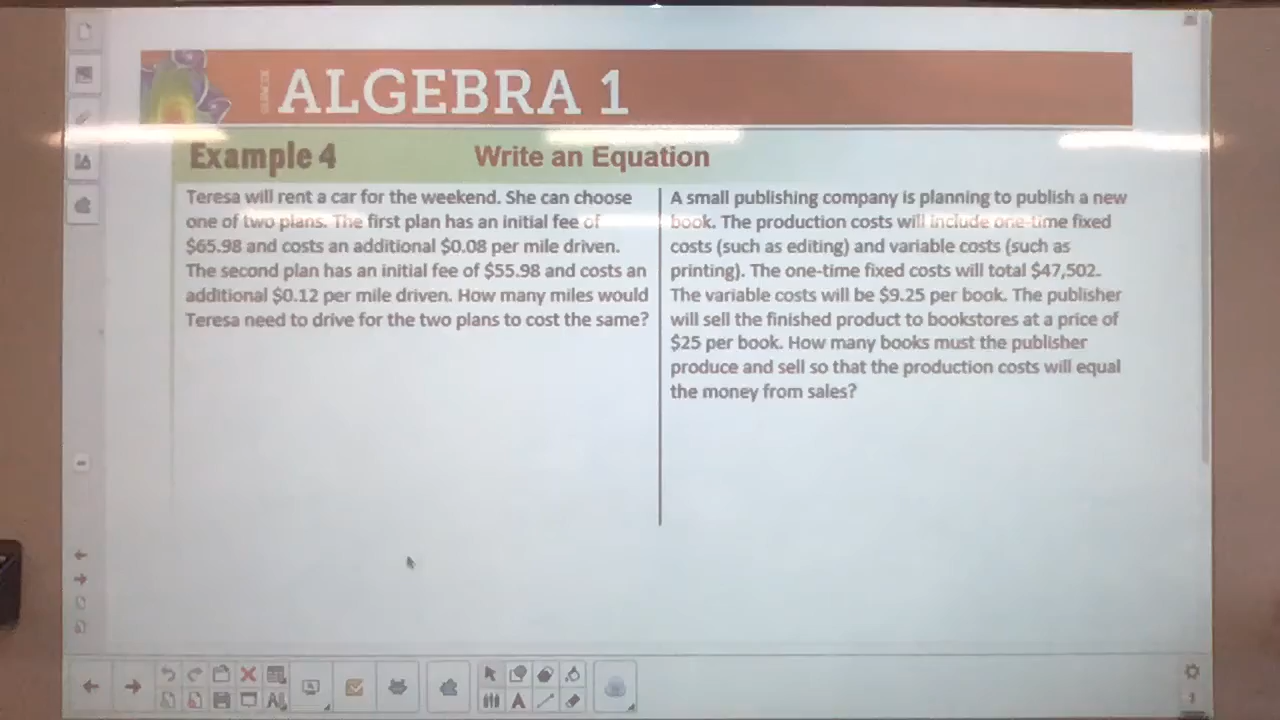 ALGEBRA 1
Example 4
Write an Equation
Teresa will rent a car for the weekend. She can choose
one of two plans. The first plan has an initial fee of
$65.98 and costs an additional $0.08 per mile driven.
The second plan has an initial fee of $55.98 and costs an
additional $0.12 per mile driven. How many miles would
Teresa need to drive for the two plans to cost the same?
A small publishing company is planning to publish a new
book. The production costs will include one-time fixed
costs (such as editing) and variable costs (such as
printing). The one-time fixed costs will total $47,502.
The variable costs will be $9.25 per book. The publisher
will sell the finished product to bookstores at a price of
$25 per book. How many books must the publisher
produce and sell so that the production costs will equal
the money from sales?